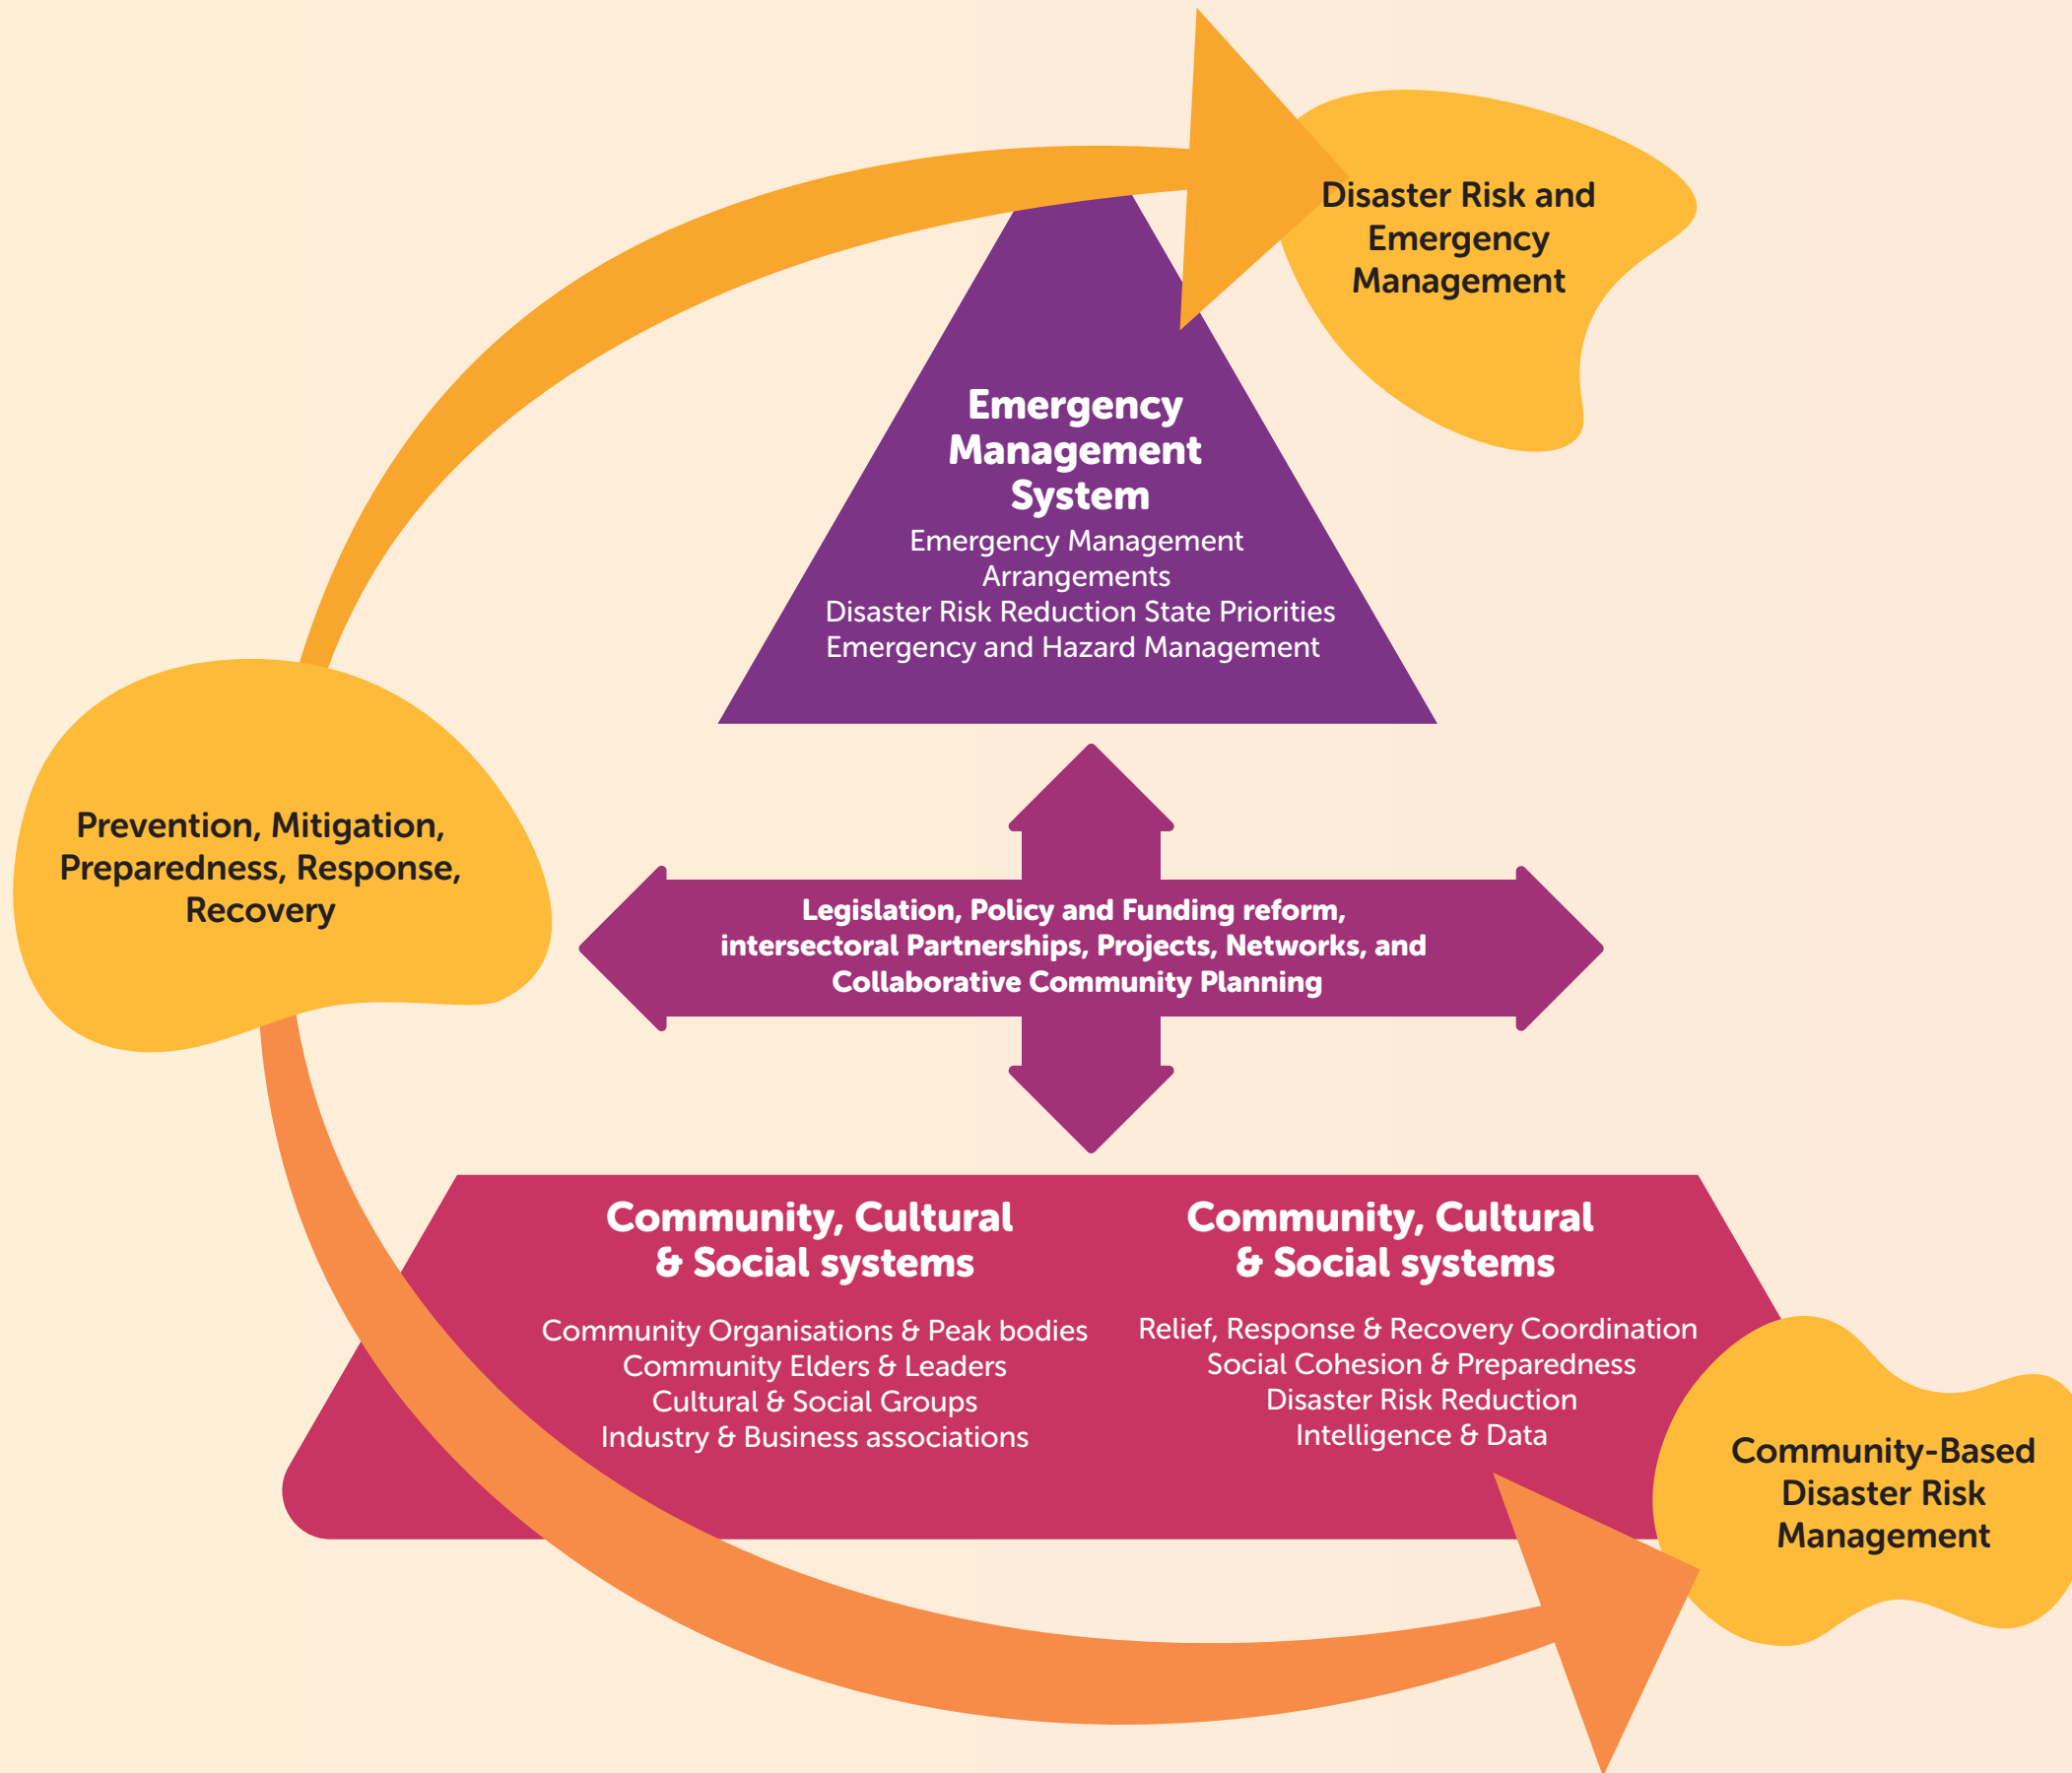 Disaster Risk and
Emergency
Management
Emergency
Management
System
Emergency Management
Arrangements
Disaster Risk Reduction State Priorities
Emergency and Hazard Management
Prevention, Mitigation,
Preparedness, Response,
Recovery
Legislation, Policy and Funding reform,
intersectoral Partnerships, Projects, Networks, and
Collaborative Community Planning
Community, Cultural
& Social systems
Community Organisations & Peak bodies
Community Elders & Leaders
Cultural & Social Groups
Industry & Business associations
Community, Cultural
& Social systems
Relief, Response & Recovery Coordination
Social Cohesion & Preparedness
Disaster Risk Reduction
Intelligence & Data
Community-Based
Disaster Risk
Management